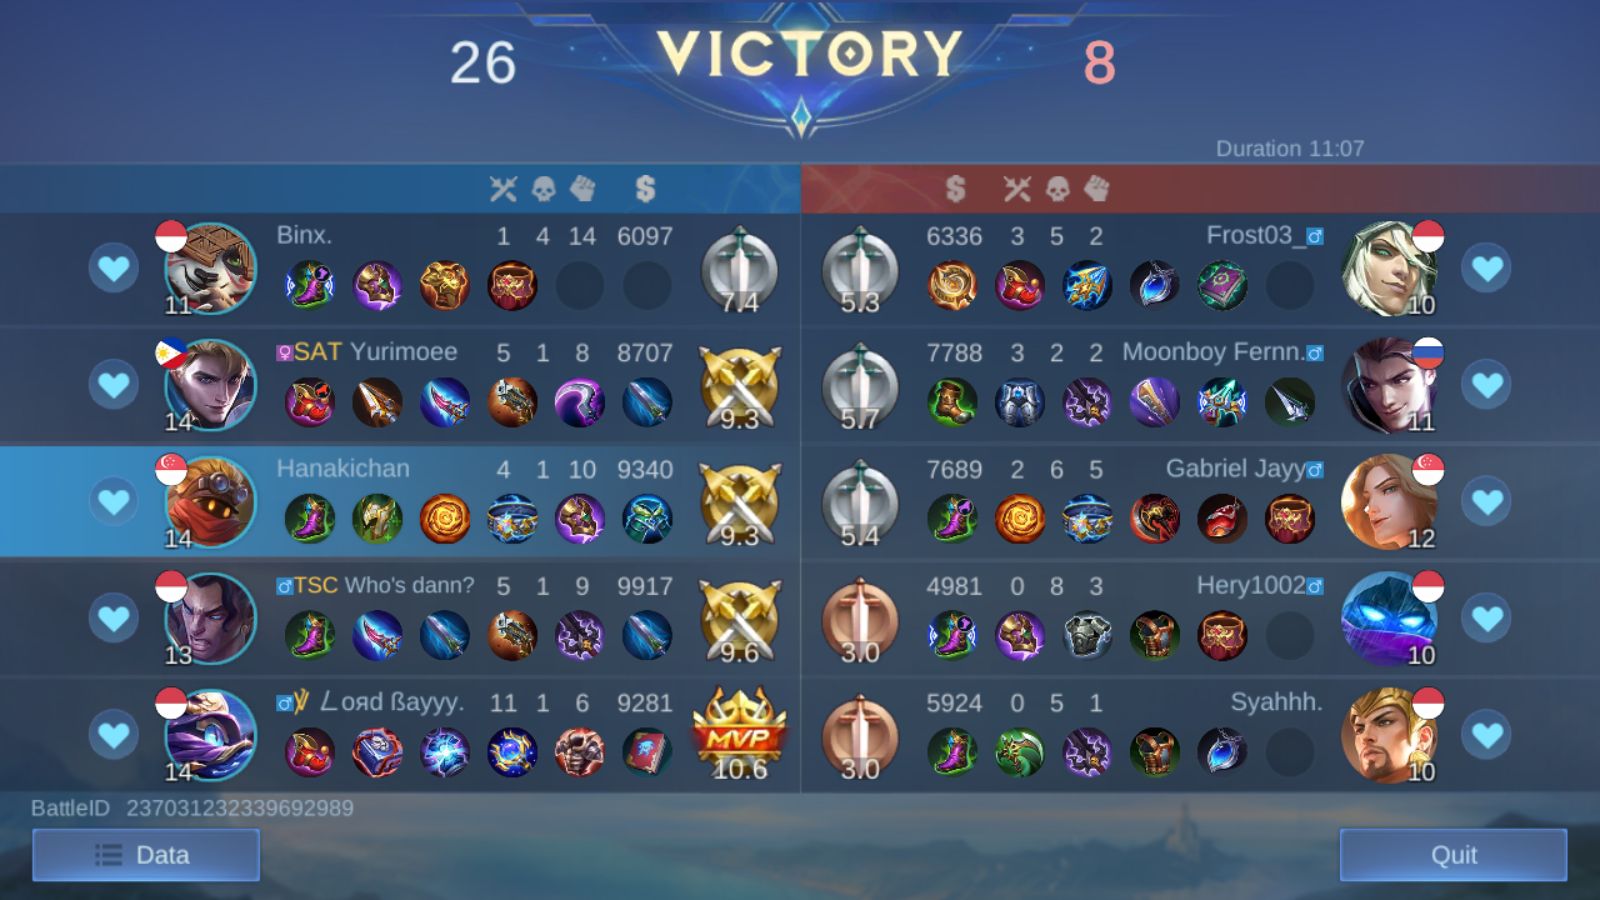 26 VICTORY 8
Duration 11:07
Binx. 1 4 14 6097
11 7.4
5.3 6336 3 5 2 Frost03_
10
SAT Yurimoee 5 1 8 8707
14 9.3
5.7 7788 3 2 2 Moonboy Fernn.
11
Hanakichan 4 1 10 9340
14 9.3
5.4 7689 2 6 5 Gabriel Jayy
12
TSC Who's dann? 5 1 9 9917
13 9.6
3.0 4981 0 8 3 Hery1002
10
ㄥoяd ßayyy. 11 1 6 9281
14 MVP 10.6
3.0 5924 0 5 1 Syahhh.
10
BattleID 237031232339692989
Data
Quit